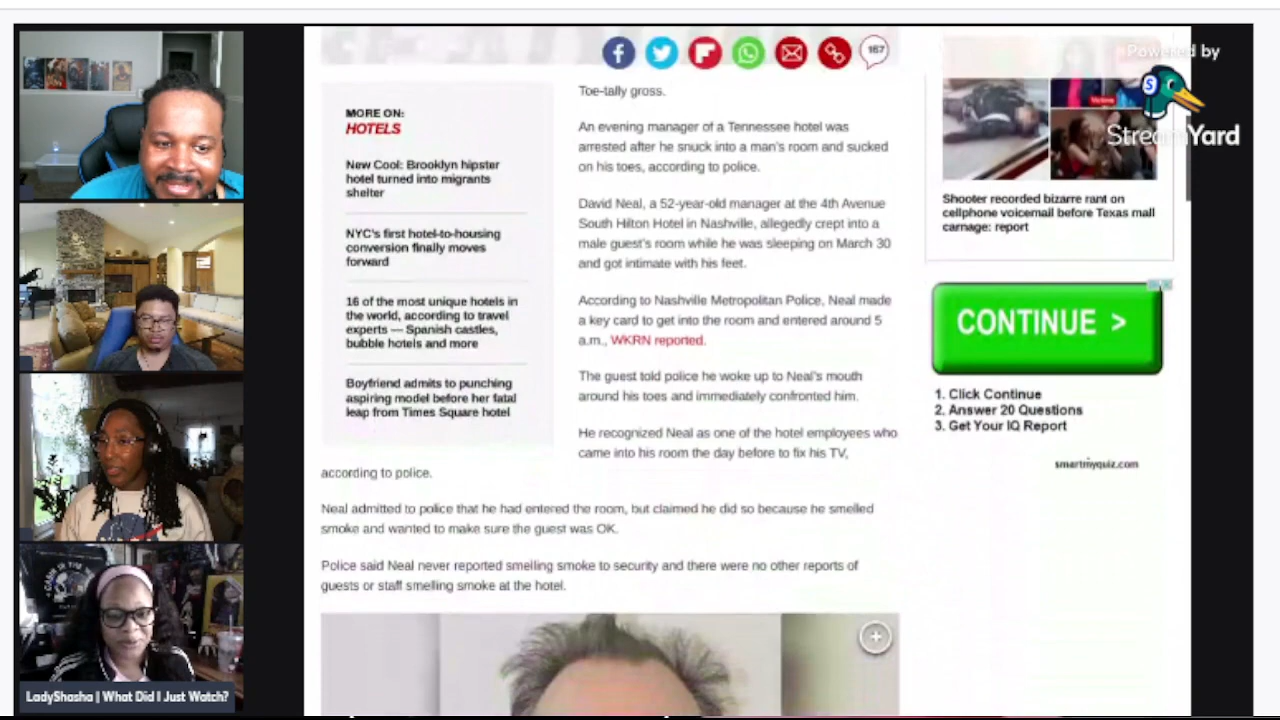 167
Powered by
StreamYard
MORE ON:
HOTELS
New Cool: Brooklyn hipster
hotel turned into migrants
shelter
NYC's first hotel-to-housing
conversion finally moves
forward
16 of the most unique hotels in
the world, according to travel
experts — Spanish castles,
bubble hotels and more
Boyfriend admits to punching
aspiring model before her fatal
leap from Times Square hotel
Toe-tally gross.
An evening manager of a Tennessee hotel was
arrested after he snuck into a man's room and sucked
on his toes, according to police.
David Neal, a 52-year-old manager at the 4th Avenue
South Hilton Hotel in Nashville, allegedly crept into a
male guest's room while he was sleeping on March 30
and got intimate with his feet.
According to Nashville Metropolitan Police, Neal made
a key card to get into the room and entered around 5
a.m., WKRN reported.
The guest told police he woke up to Neal's mouth
around his toes and immediately confronted him.
He recognized Neal as one of the hotel employees who
came into his room the day before to fix his TV,
according to police.
Neal admitted to police that he had entered the room, but claimed he did so because he smelled
smoke and wanted to make sure the guest was OK.
Police said Neal never reported smelling smoke to security and there were no other reports of
guests or staff smelling smoke at the hotel.
Shooter recorded bizarre rant on
cellphone voicemail before Texas mall
carnage: report
CONTINUE >
1. Click Continue
2. Answer 20 Questions
3. Get Your IQ Report
smartmyquiz.com
LadyShasha | What Did I Just Watch?